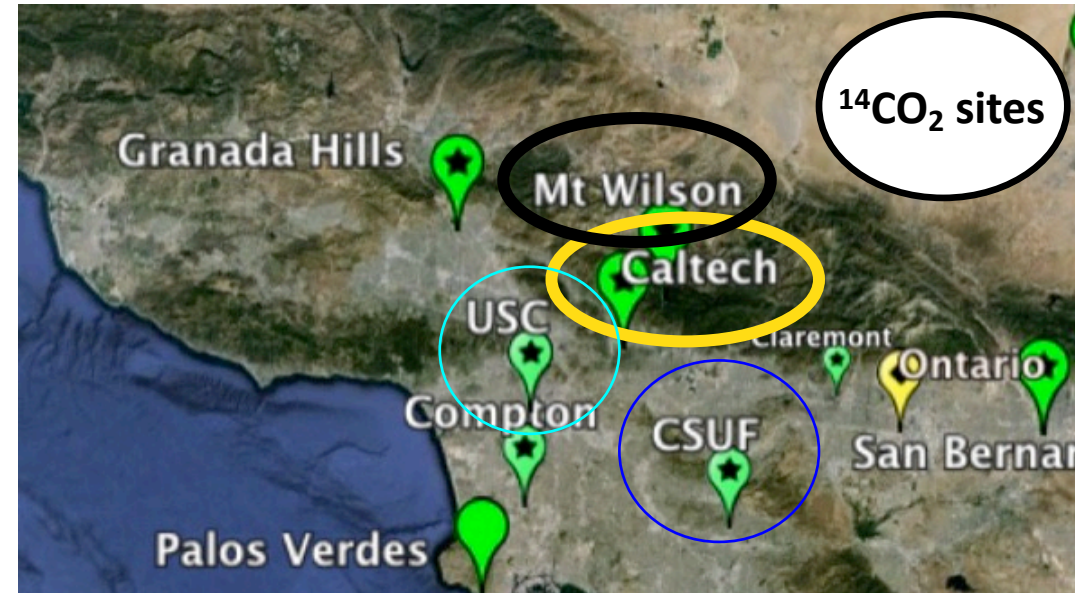 ¹⁴CO₂ sites
Granada Hills
Mt Wilson
Caltech
USC
Claremont
Ontario
Compton
CSUF
San Bernar
Palos Verdes